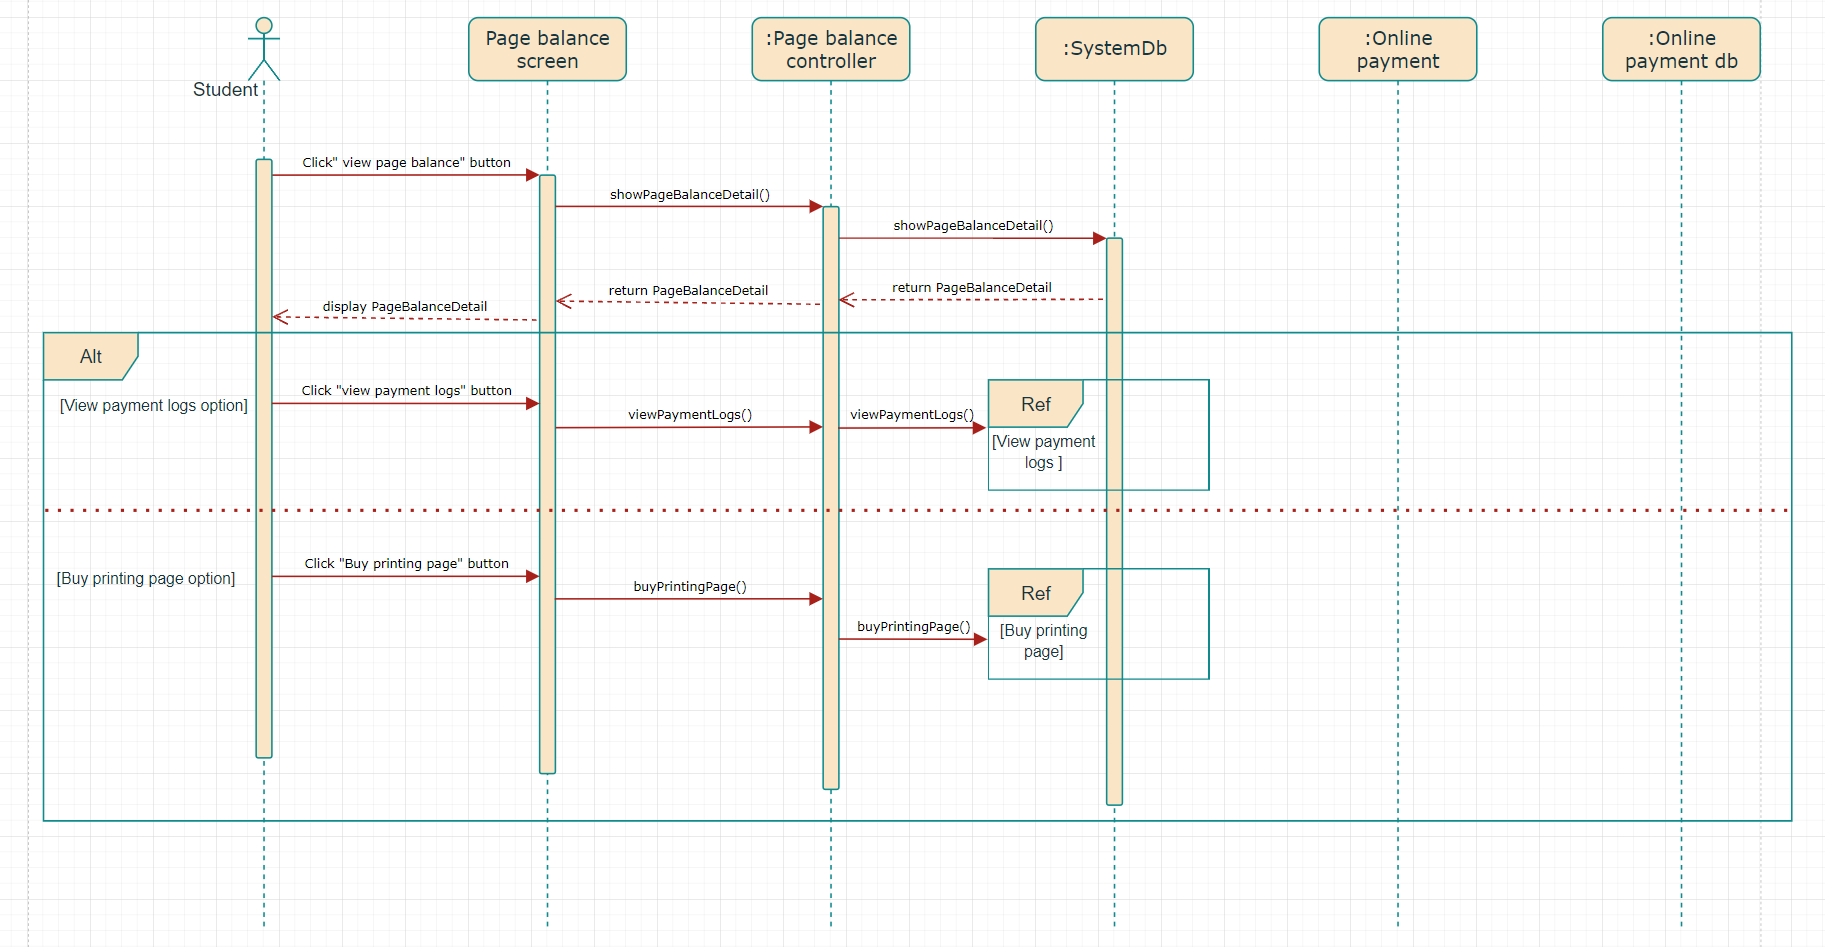 Student
Page balance
screen
:Page balance
controller
:SystemDb
:Online
payment
:Online
payment db
Click" view page balance" button
showPageBalanceDetail()
showPageBalanceDetail()
return PageBalanceDetail
return PageBalanceDetail
display PageBalanceDetail
Alt
[View payment logs option]
Click "view payment logs" button
viewPaymentLogs()
viewPaymentLogs()
Ref
[View payment
logs ]
[Buy printing page option]
Click "Buy printing page" button
buyPrintingPage()
buyPrintingPage()
Ref
[Buy printing
page]